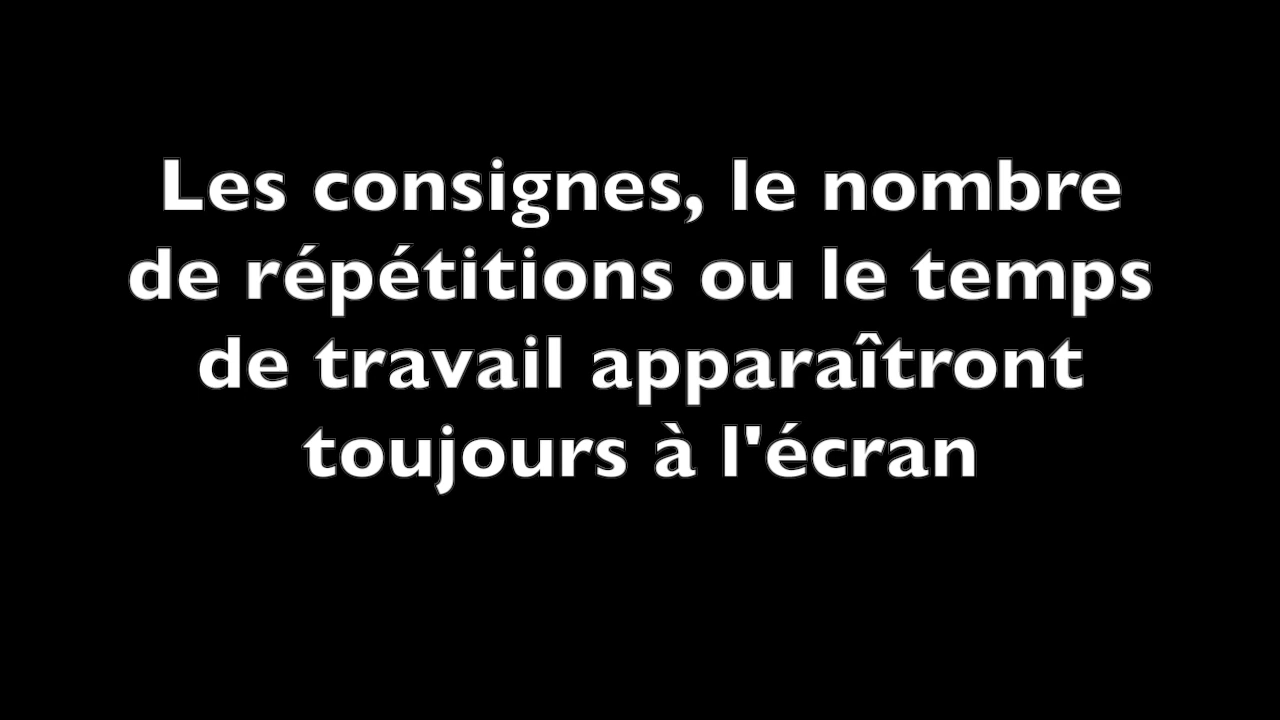 Les consignes, le nombre
de répétitions ou le temps
de travail apparaîtront
toujours à l'écran